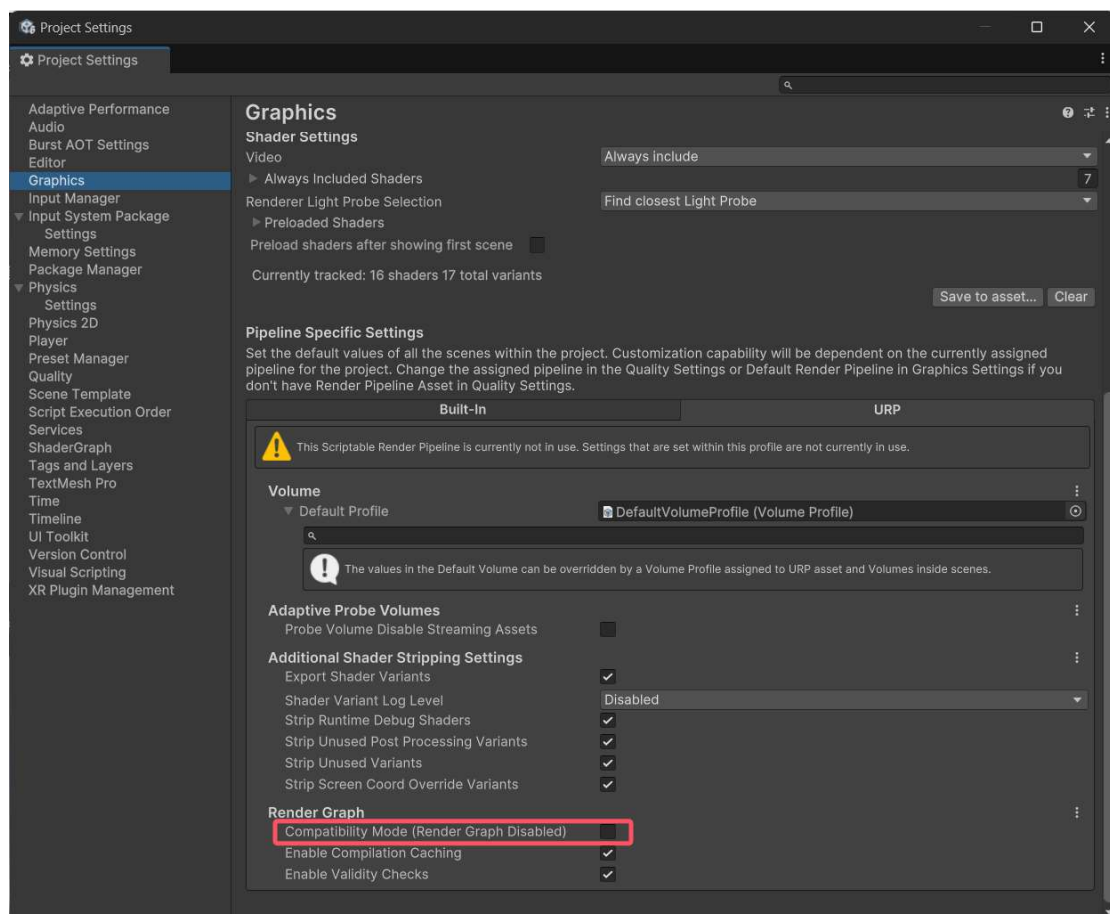 Project Settings
Project Settings
Adaptive Performance
Audio
Burst AOT Settings
Editor
Graphics
Input Manager
Input System Package
Settings
Memory Settings
Package Manager
Physics
Settings
Physics 2D
Player
Preset Manager
Quality
Scene Template
Script Execution Order
Services
ShaderGraph
Tags and Layers
TextMesh Pro
Time
Timeline
UI Toolkit
Version Control
Visual Scripting
XR Plugin Management
Graphics
Shader Settings
Video Always include
Always Included Shaders 7
Renderer Light Probe Selection Find closest Light Probe
Preloaded Shaders
Preload shaders after showing first scene
Currently tracked: 16 shaders 17 total variants
Save to asset... Clear
Pipeline Specific Settings
Set the default values of all the scenes within the project. Customization capability will be dependent on the currently assigned
pipeline for the project. Change the assigned pipeline in the Quality Settings or Default Render Pipeline in Graphics Settings if you
don't have Render Pipeline Asset in Quality Settings.
Built-In URP
This Scriptable Render Pipeline is currently not in use. Settings that are set within this profile are not currently in use.
Volume
Default Profile DefaultVolumeProfile (Volume Profile)
The values in the Default Volume can be overridden by a Volume Profile assigned to URP asset and Volumes inside scenes.
Adaptive Probe Volumes
Probe Volume Disable Streaming Assets
Additional Shader Stripping Settings
Export Shader Variants
Shader Variant Log Level Disabled
Strip Runtime Debug Shaders
Strip Unused Post Processing Variants
Strip Unused Variants
Strip Screen Coord Override Variants
Render Graph
Compatibility Mode (Render Graph Disabled)
Enable Compilation Caching
Enable Validity Checks